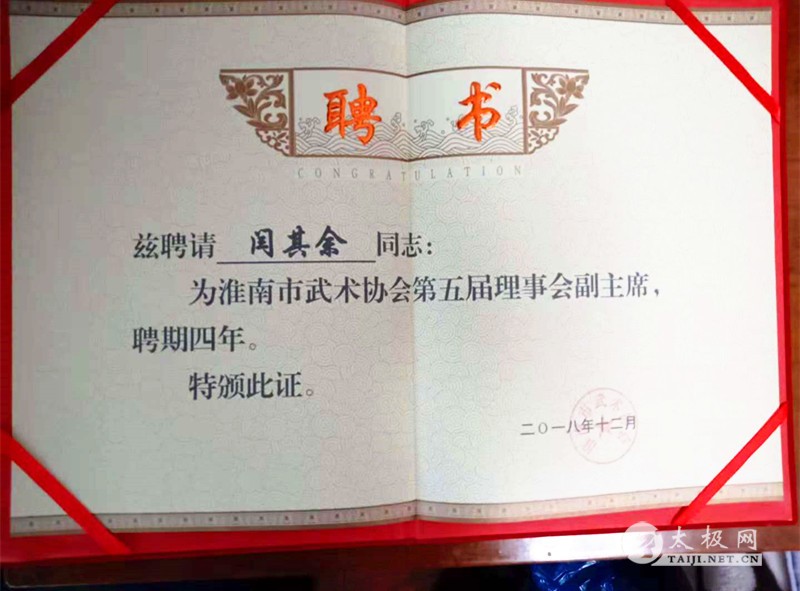 聘书
CONGRATULATION
兹聘请 闫其余 同志：
为淮南市武术协会第五届理事会副主席，
聘期四年。
特颁此证。
二〇一八年十二月
太极网
TAIJI.NET.CN